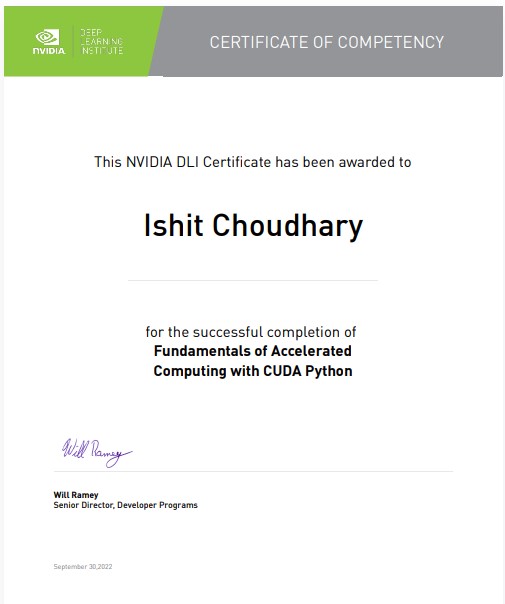 NVIDIA
DEEP
LEARNING
INSTITUTE
CERTIFICATE OF COMPETENCY
This NVIDIA DLI Certificate has been awarded to
Ishit Choudhary
for the successful completion of
Fundamentals of Accelerated
Computing with CUDA Python
Will Ramey
Will Ramey
Senior Director, Developer Programs
September 30,2022